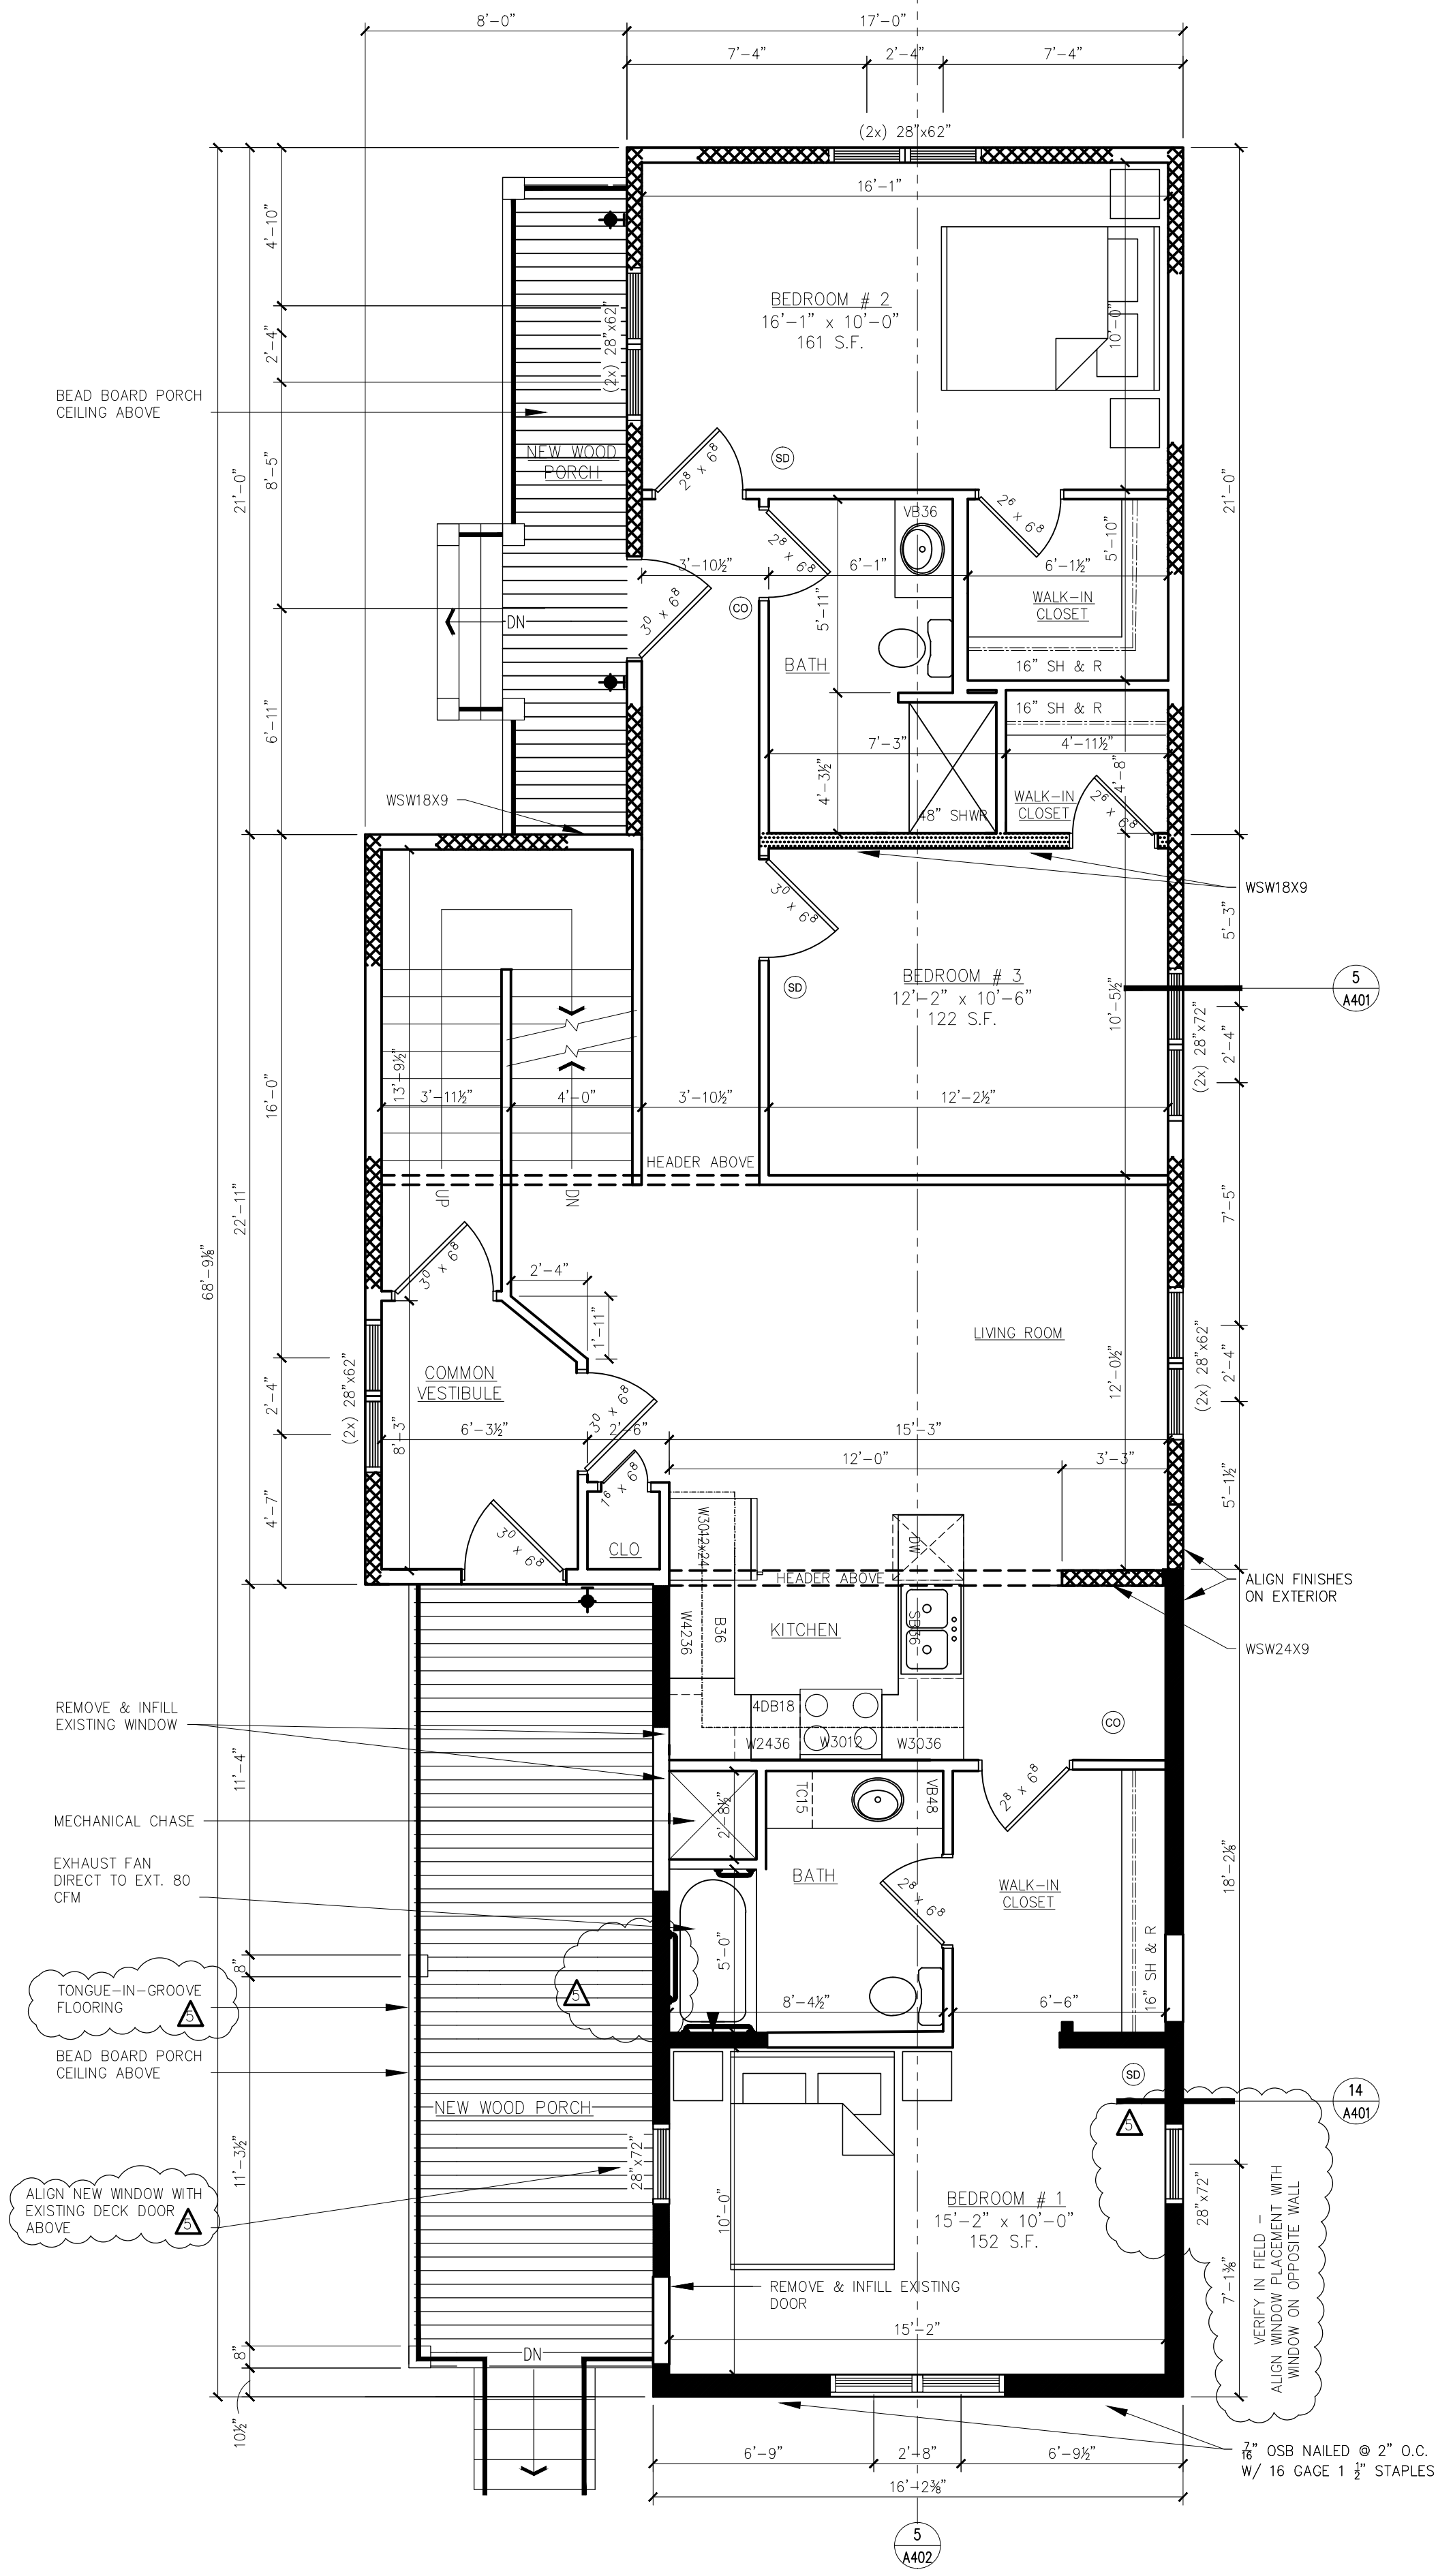 8'-0"
17'-0"
7'-4"
2'-4"
7'-4"
(2x) 28"x62"
16'-1"
4'-10"
2'-4"
(2x) 28"x62"
BEDROOM # 2
16'-1" x 10'-0"
161 S.F.
10'-0"
BEAD BOARD PORCH
CEILING ABOVE
NEW WOOD
PORCH
2⁸ x 6⁸
SD
8'-5"
21'-0"
21'-0"
VB36
2⁸ x 6⁸
2⁶ x 6⁸
5'-10"
3'-10½"
6'-1"
6'-1½"
CO
3⁰ x 6⁸
5'-11"
WALK-IN
CLOSET
DN
BATH
16" SH & R
16" SH & R
6'-11"
7'-3"
4'-11½"
4'-3½"
4'-8"
WSW18X9
48" SHWR
WALK-IN
CLOSET
2⁶ x 6⁸
WSW18X9
3⁰ x 6⁸
5'-3"
SD
BEDROOM # 3
12'-2" x 10'-6"
122 S.F.
10'-5½"
5
A401
(2x) 28"x72"
2'-4"
16'-0"
13'-9½"
3'-11½"
4'-0"
3'-10½"
12'-2½"
HEADER ABOVE
UP
DN
22'-11"
68'-9⅛"
7'-5"
3⁰ x 6⁸
2'-4"
1'-11"
LIVING ROOM
(2x) 28"x62"
2'-4"
12'-0½"
COMMON
VESTIBULE
2'-4"
(2x) 28"x62"
3⁰ x 6⁸
8'-3"
6'-3½"
2'-6"
15'-3"
12'-0"
3'-3"
1⁶ x 6⁸
4'-7"
5'-1½"
3⁰ x 6⁸
CLO
W3012x24
DW
HEADER ABOVE
ALIGN FINISHES
ON EXTERIOR
W4236
B36
KITCHEN
SB36
WSW24X9
REMOVE & INFILL
EXISTING WINDOW
4DB18
W2436
W3012
W3036
CO
11'-4"
2⁸ x 6⁸
MECHANICAL CHASE
2'-8½"
TC15
VB48
EXHAUST FAN
DIRECT TO EXT. 80
CFM
BATH
2⁸ x 6⁸
WALK-IN
CLOSET
18'-2⅛"
5'-0"
16" SH & R
8"
TONGUE-IN-GROOVE
FLOORING
5
5
8'-4½"
6'-6"
BEAD BOARD PORCH
CEILING ABOVE
SD
14
A401
5
NEW WOOD PORCH
11'-3½"
28"x72"
ALIGN NEW WINDOW WITH
EXISTING DECK DOOR
ABOVE
5
10'-0"
BEDROOM # 1
15'-2" x 10'-0"
152 S.F.
28"x72"
7'-1⅜"
VERIFY IN FIELD -
ALIGN WINDOW PLACEMENT WITH
WINDOW ON OPPOSITE WALL
REMOVE & INFILL EXISTING
DOOR
15'-2"
8"
DN
10½"
6'-9"
2'-8"
6'-9½"
16'-2⅜"
7/16" OSB NAILED @ 2" O.C.
W/ 16 GAGE 1 1/2" STAPLES
5
A402